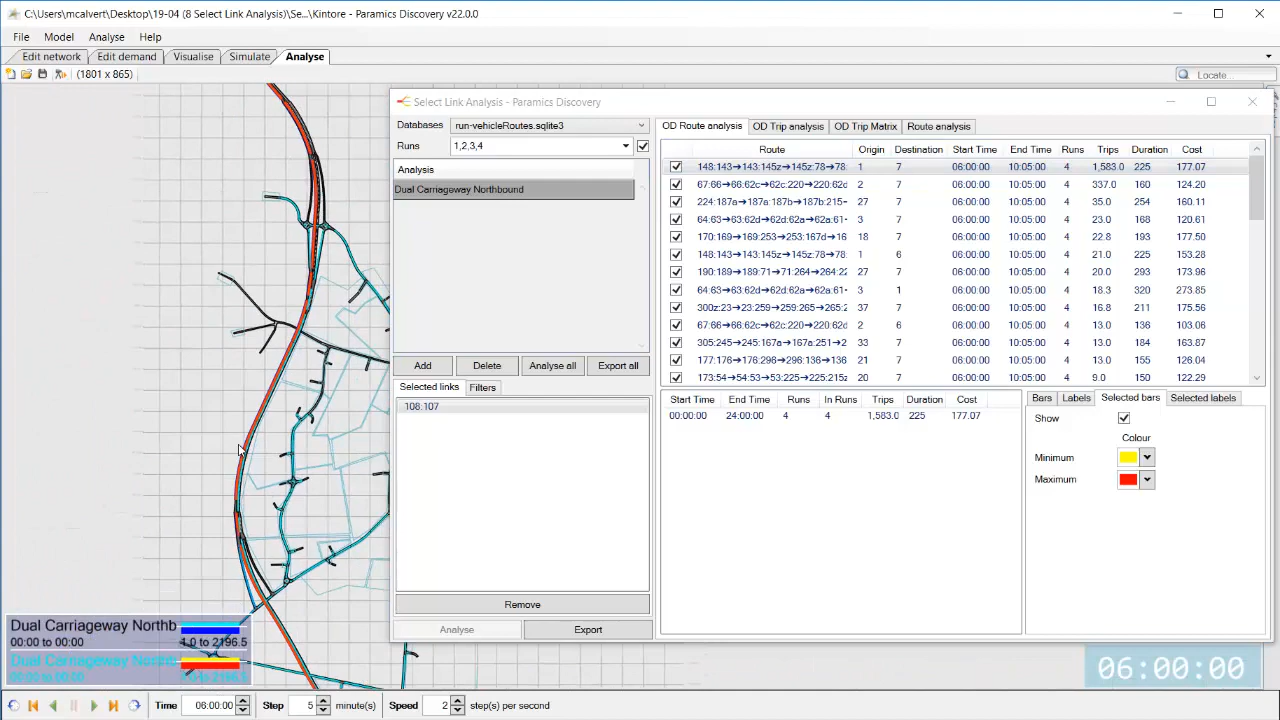 C:\Users\mcalvert\Desktop\19-04 (8 Select Link Analysis)\Se...\Kintore - Paramics Discovery v22.0.0
File Model Analyse Help
Edit network Edit demand Visualise Simulate Analyse
(1801 x 865) Locate...
Select Link Analysis - Paramics Discovery
Databases run-vehicleRoutes.sqlite3
Runs 1,2,3,4
Analysis
Dual Carriageway Northbound
Add Delete Analyse all Export all
Selected links Filters
108:107
Remove
Analyse Export
OD Route analysis OD Trip analysis OD Trip Matrix Route analysis
Route Origin Destination Start Time End Time Runs Trips Duration Cost
148:143→143:145z→145z:78→78: 1 7 06:00:00 10:05:00 4 1,583.0 225 177.07
67:66→66:62c→62c:220→220:62d 2 7 06:00:00 10:05:00 4 337.0 160 124.20
224:187a→187a:187b→187b:215- 27 7 06:00:00 10:05:00 4 35.0 254 160.11
64:63→63:62d→62d:62a→62a:61- 3 7 06:00:00 10:05:00 4 23.0 168 120.61
170:169→169:253→253:167d→16 18 7 06:00:00 10:05:00 4 22.8 193 177.50
148:143→143:145z→145z:78→78: 1 6 06:00:00 10:05:00 4 21.0 225 153.28
190:189→189:71→71:264→264:22 27 7 06:00:00 10:05:00 4 20.0 293 173.96
64:63→63:62d→62d:62a→62a:61- 3 1 06:00:00 10:05:00 4 18.3 320 273.85
300z:23→23:259→259:265→265:2 37 7 06:00:00 10:05:00 4 16.8 211 175.56
67:66→66:62c→62c:220→220:62d 2 6 06:00:00 10:05:00 4 13.0 136 103.06
305:245→245:167a→167a:251→2 33 7 06:00:00 10:05:00 4 13.0 184 163.87
177:176→176:296→296:136→136 21 7 06:00:00 10:05:00 4 13.0 155 126.04
173:54→54:53→53:225→225:215z 20 7 06:00:00 10:05:00 4 9.0 150 122.29
Start Time End Time Runs In Runs Trips Duration Cost
00:00:00 24:00:00 4 4 1,583.0 225 177.07
Bars Labels Selected bars Selected labels
Show
Colour
Minimum
Maximum
Dual Carriageway Northb
00:00 to 00:00 1.0 to 2196.5
Dual Carriageway Northb
00:00 to 00:00 1.0 to 2196.5
06:00:00
Time 06:00:00 Step 5 minute(s) Speed 2 step(s) per second